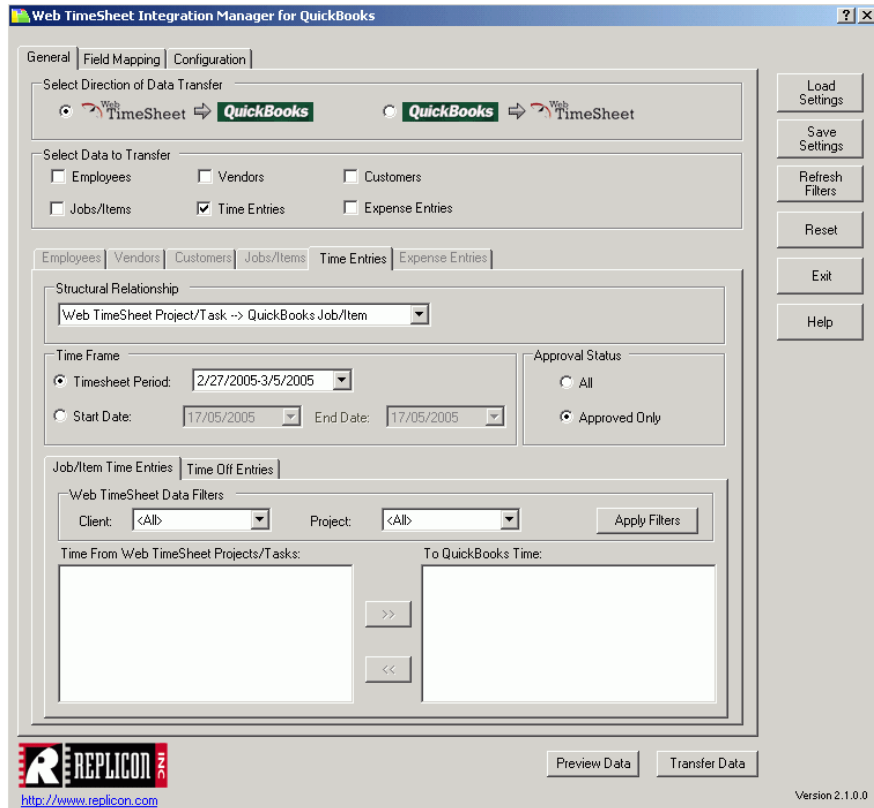 Web TimeSheet Integration Manager for QuickBooks
General Field Mapping Configuration
Select Direction of Data Transfer
Web TimeSheet QuickBooks QuickBooks Web TimeSheet
Load Settings
Save Settings
Refresh Filters
Reset
Exit
Help
Select Data to Transfer
Employees Vendors Customers
Jobs/Items Time Entries Expense Entries
Employees Vendors Customers Jobs/Items Time Entries Expense Entries
Structural Relationship
Web TimeSheet Project/Task --> QuickBooks Job/Item
Time Frame
Timesheet Period: 2/27/2005-3/5/2005
Start Date: 17/05/2005 End Date: 17/05/2005
Approval Status
All
Approved Only
Job/Item Time Entries Time Off Entries
Web TimeSheet Data Filters
Client: <All> Project: <All> Apply Filters
Time From Web TimeSheet Projects/Tasks: To QuickBooks Time:
>>
<<
REPLICON INC
http://www.replicon.com
Preview Data Transfer Data
Version 2.1.0.0